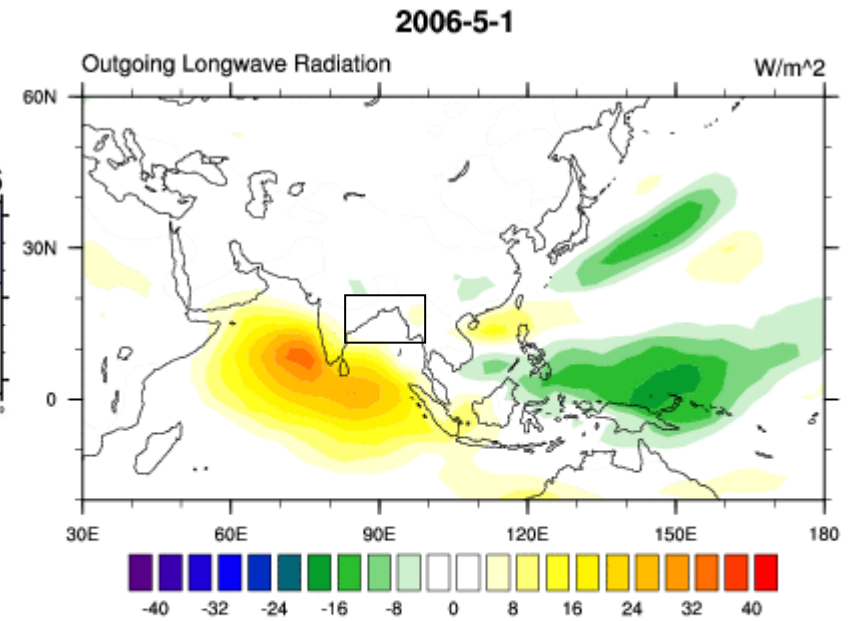 2006-5-1
Outgoing Longwave Radiation W/m^2
60N
30N
0
30E 60E 90E 120E 150E 180
-40 -32 -24 -16 -8 0 8 16 24 32 40